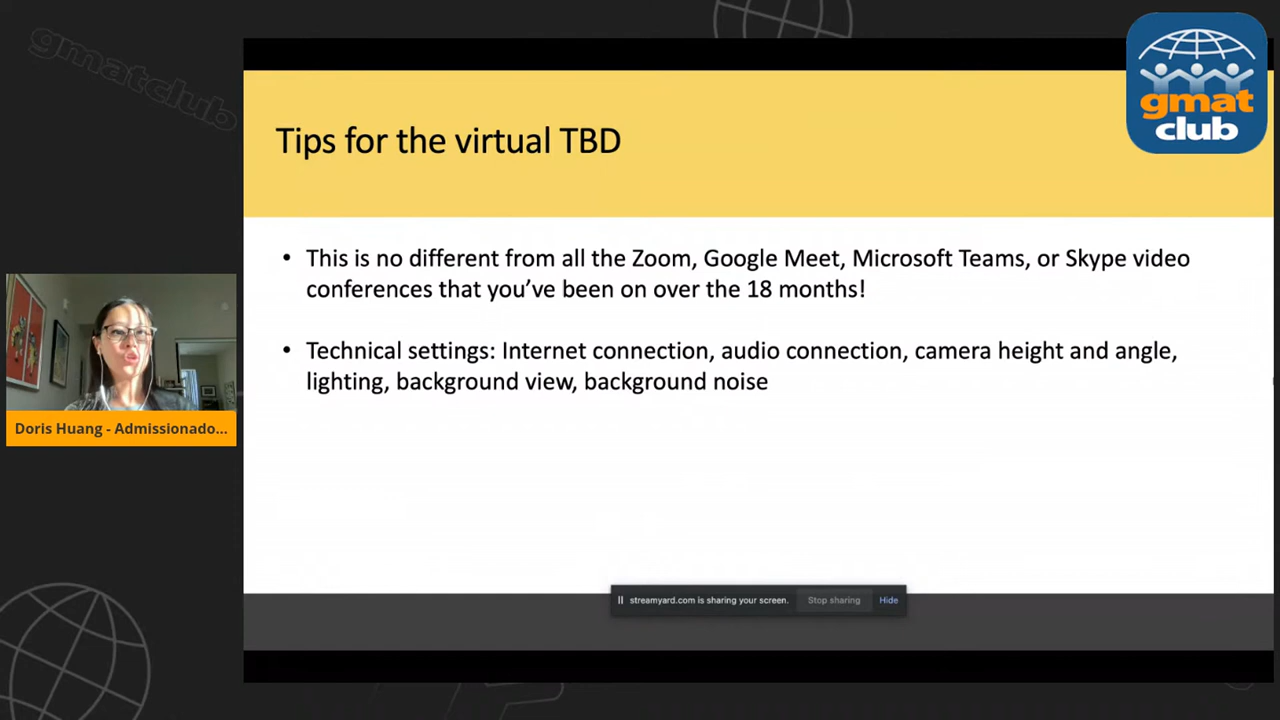 gmatclub
gmat
club
Tips for the virtual TBD
• This is no different from all the Zoom, Google Meet, Microsoft Teams, or Skype video
conferences that you’ve been on over the 18 months!
• Technical settings: Internet connection, audio connection, camera height and angle,
lighting, background view, background noise
Doris Huang - Admissionado...
streamyard.com is sharing your screen.
Stop sharing
Hide